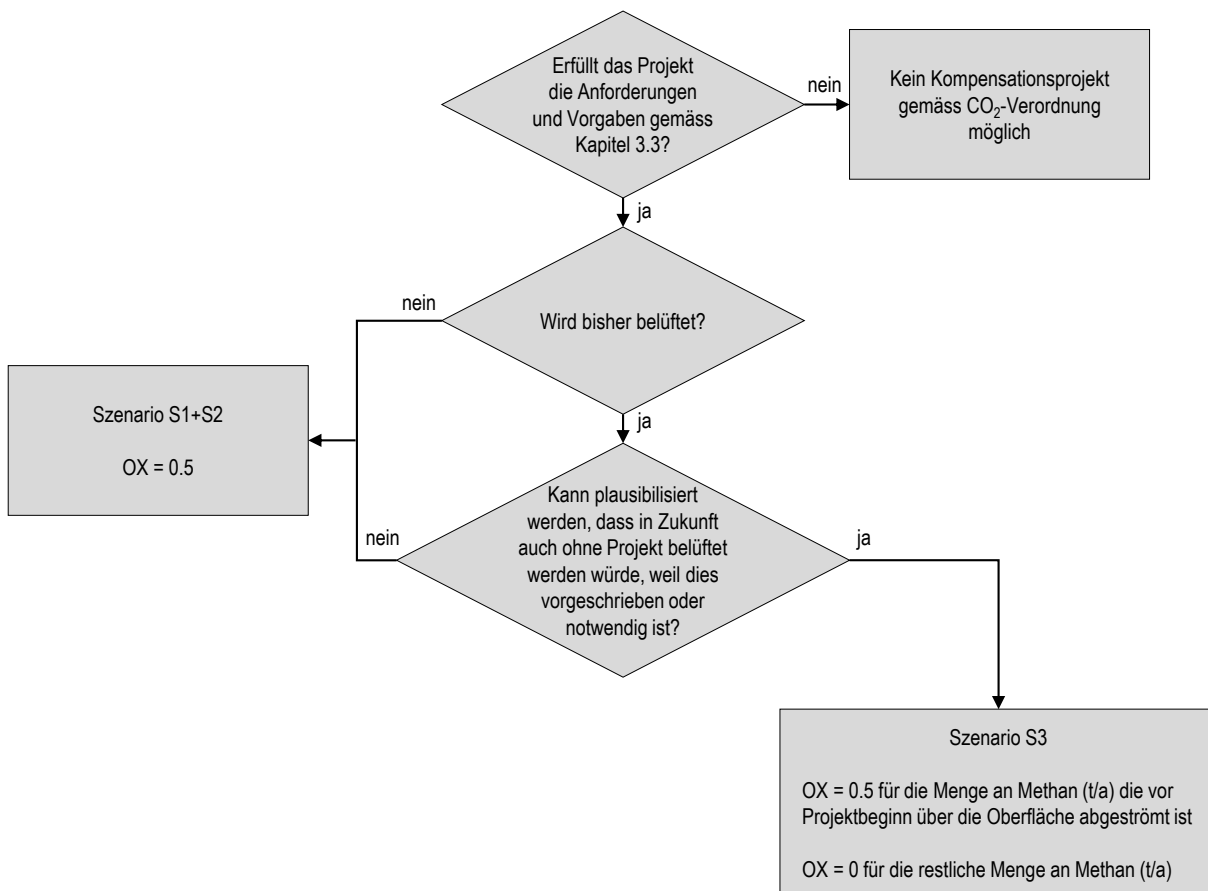 Erfüllt das Projekt
die Anforderungen
und Vorgaben gemäss
Kapitel 3.3?
nein
Kein Kompensationsprojekt
gemäss CO₂-Verordnung
möglich
ja
nein
Wird bisher belüftet?
Szenario S1+S2
OX = 0.5
ja
Kann plausibilisiert
werden, dass in Zukunft
auch ohne Projekt belüftet
werden würde, weil dies
vorgeschrieben oder
notwendig ist?
nein
ja
Szenario S3
OX = 0.5 für die Menge an Methan (t/a) die vor
Projektbeginn über die Oberfläche abgeströmt ist
OX = 0 für die restliche Menge an Methan (t/a)